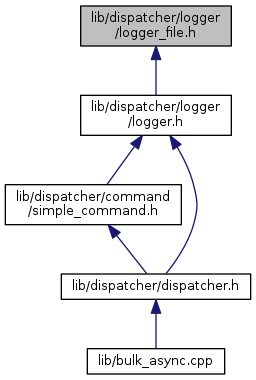 lib/dispatcher/logger
/logger_file.h
lib/dispatcher/logger
/logger.h
lib/dispatcher/command
/simple_command.h
lib/dispatcher/dispatcher.h
lib/bulk_async.cpp